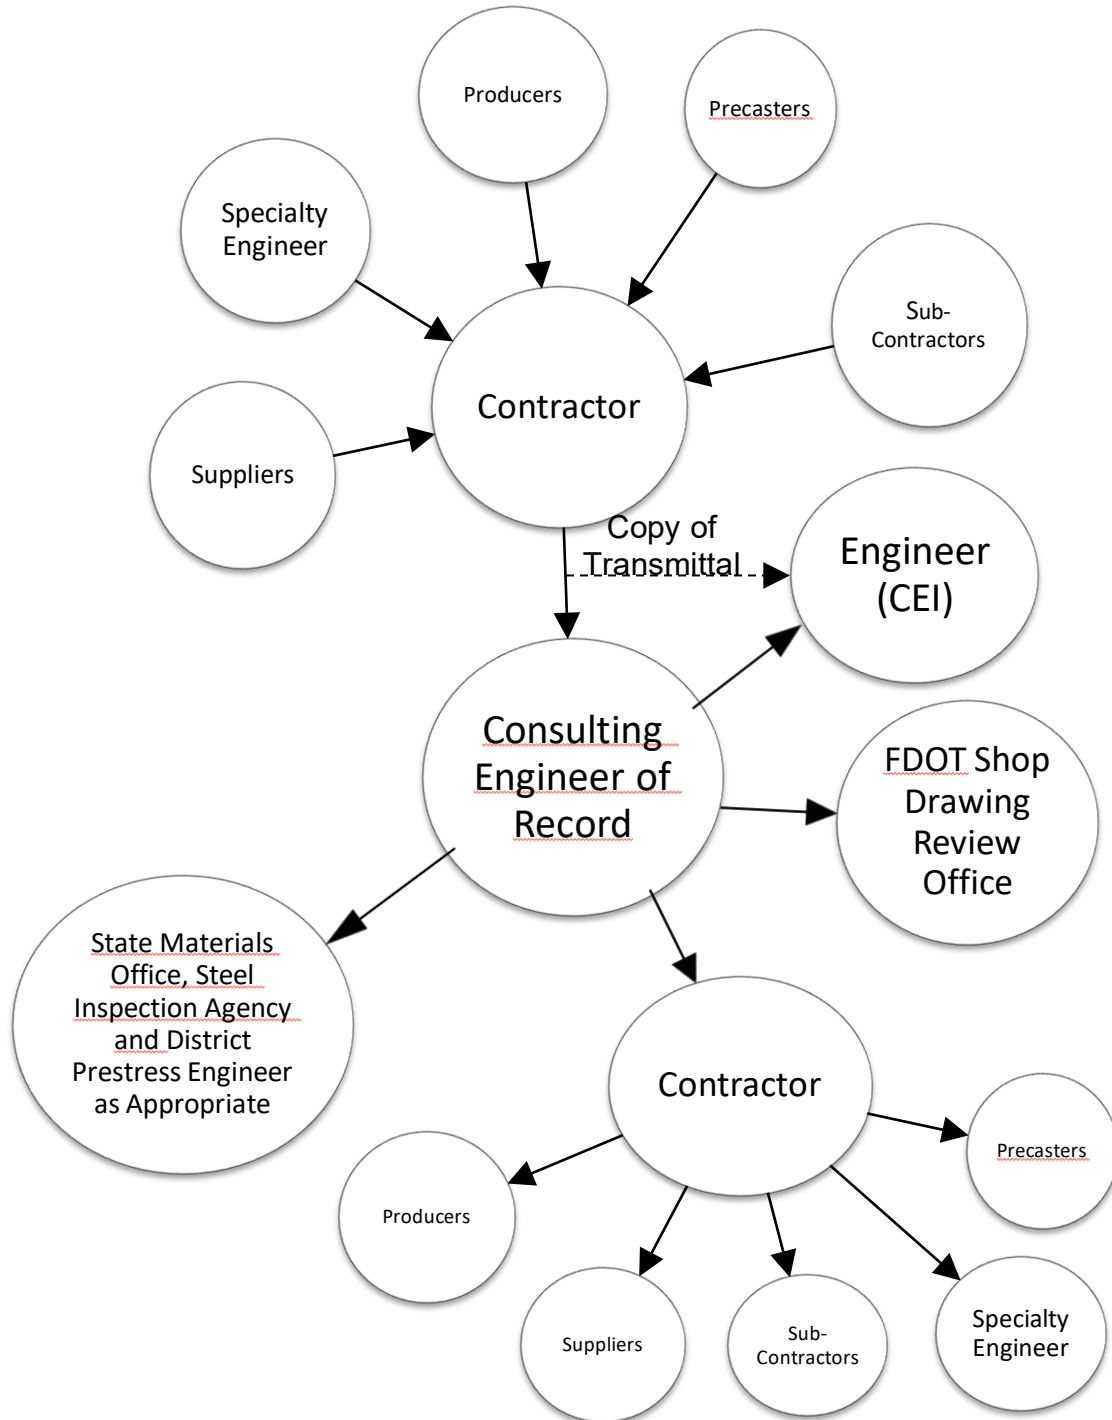 Producers
Precasters
Specialty
Engineer
Sub-
Contractors
Contractor
Suppliers
Copy of
Transmittal
Engineer
(CEI)
Consulting
Engineer of
Record
FDOT Shop
Drawing
Review
Office
State Materials
Office, Steel
Inspection Agency
and District
Prestress Engineer
as Appropriate
Contractor
Precasters
Producers
Suppliers
Sub-
Contractors
Specialty
Engineer